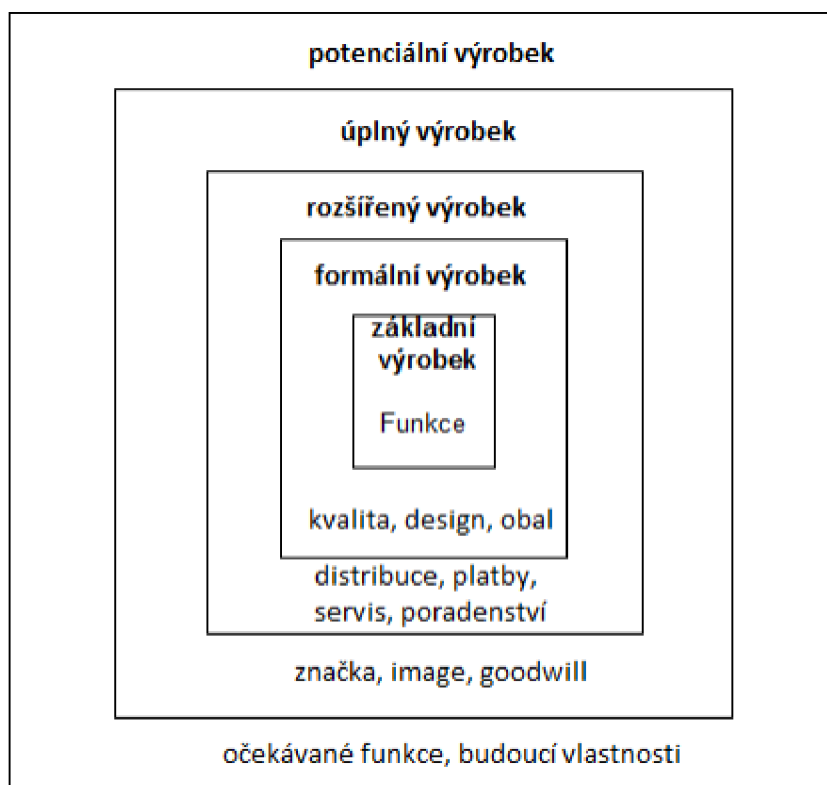 potenciální výrobek
úplný výrobek
rozšířený výrobek
formální výrobek
základní
výrobek
Funkce
kvalita, design, obal
distribuce, platby,
servis, poradenství
značka, image, goodwill
očekávané funkce, budoucí vlastnosti